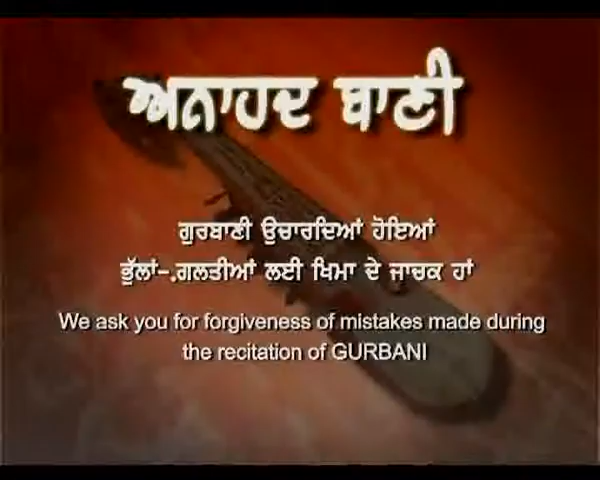 ਅਨਾਹਦ ਬਾਣੀ
ਗੁਰਬਾਣੀ ਉਚਾਰਦਿਆਂ ਹੋਇਆਂ
ਭੁੱਲਾਂ-.ਗਲਤੀਆਂ ਲਈ ਖਿਮਾ ਦੇ ਜਾਚਕ ਹਾਂ
We ask you for forgiveness of mistakes made during
the recitation of GURBANI